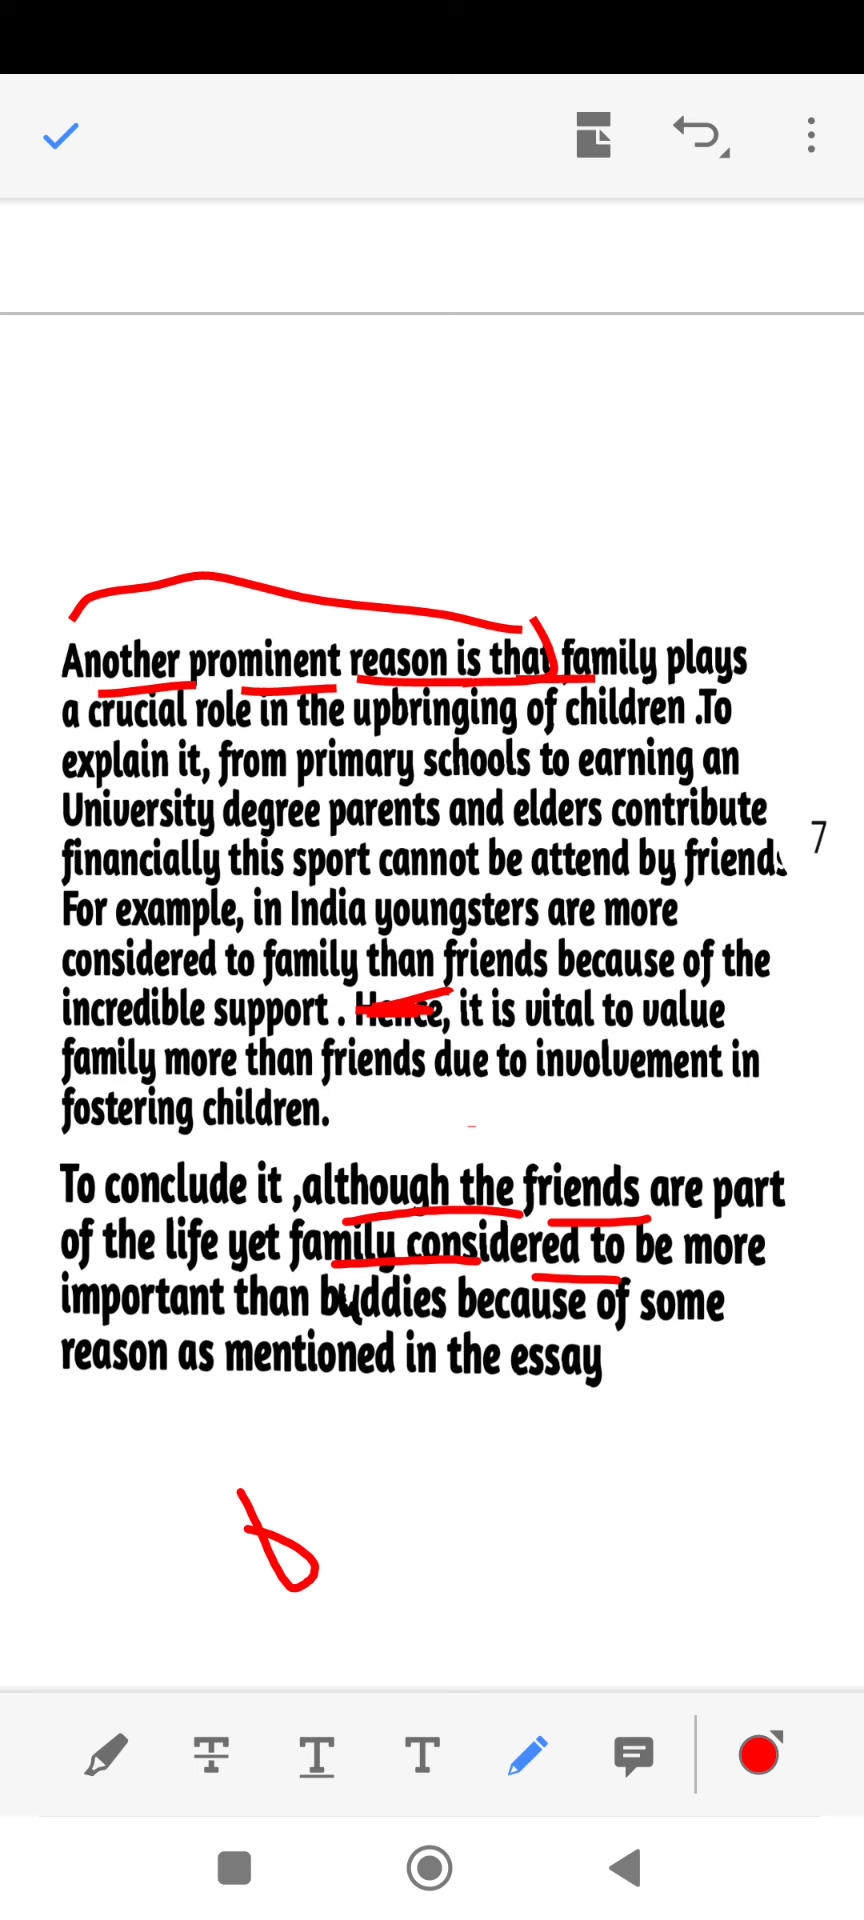 Another prominent reason is that family plays
a crucial role in the upbringing of children .To
explain it, from primary schools to earning an
University degree parents and elders contribute
financially this sport cannot be attend by friends
7
For example, in India youngsters are more
considered to family than friends because of the
incredible support . Hence, it is vital to value
family more than friends due to involvement in
fostering children.
To conclude it ,although the friends are part
of the life yet family considered to be more
important than buddies because of some
reason as mentioned in the essay